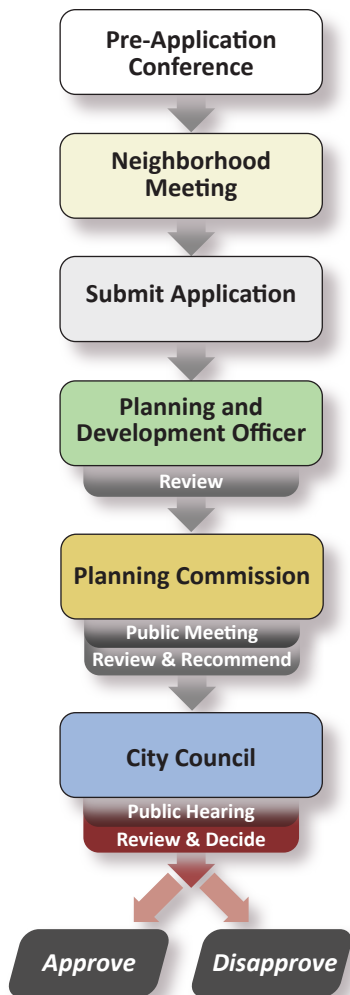 Pre-Application
Conference
Neighborhood
Meeting
Submit Application
Planning and
Development Officer
Review
Planning Commission
Public Meeting
Review & Recommend
City Council
Public Hearing
Review & Decide
Approve
Disapprove